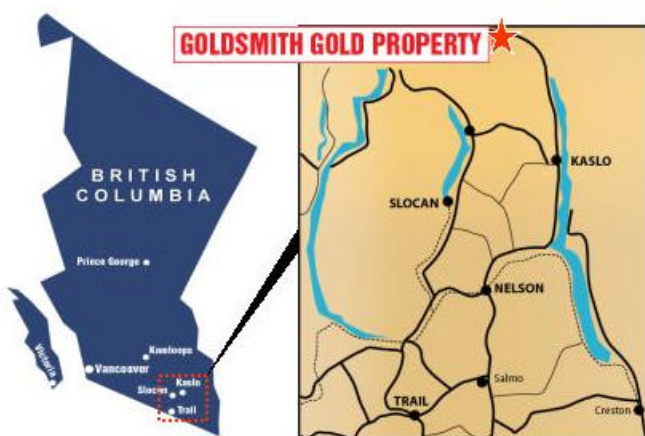 GOLDSMITH GOLD PROPERTY
BRITISH
COLUMBIA
Prince George
Kamloops
Victoria
Vancouver
Kaslo
Slocan
Trail
KASLO
SLOCAN
NELSON
Salmo
TRAIL
Creston